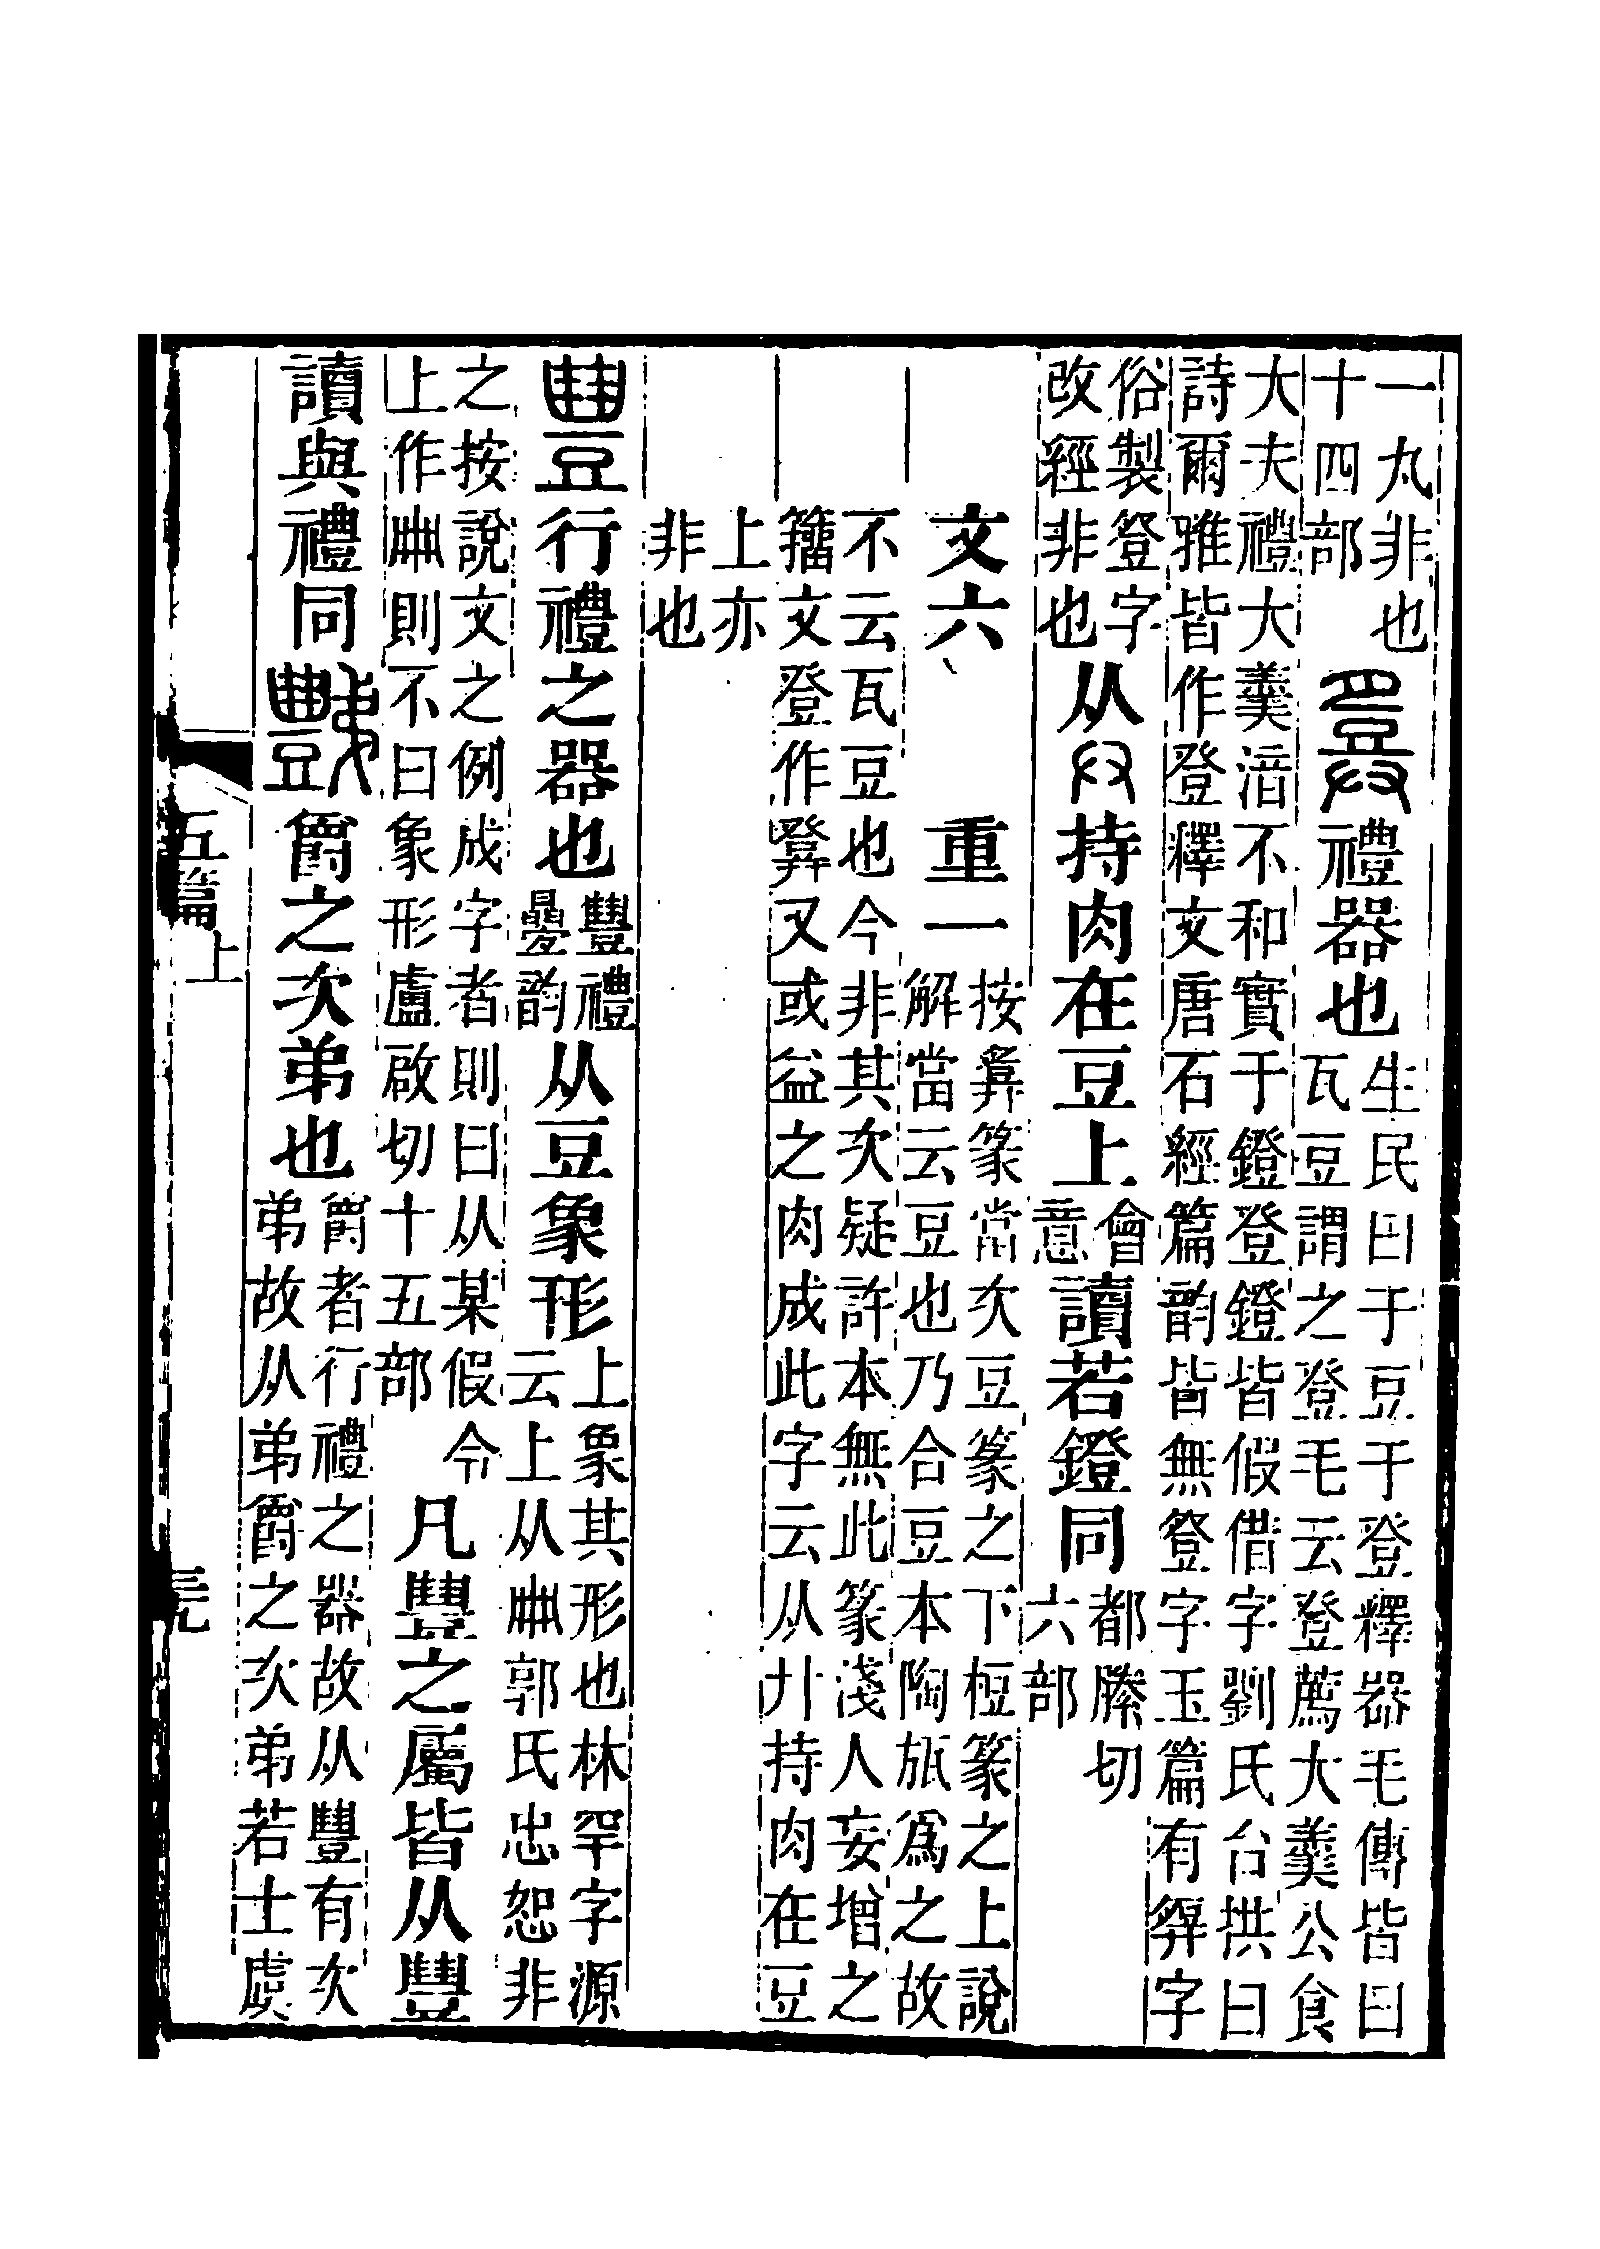 一丸非也
十四部
𤼷禮器也
生民曰于豆于登釋器毛傳皆曰
瓦豆謂之登毛云登薦大羹公食
大夫禮大羹湆不和實于鐙登鐙皆假借字劉氏台拱曰
詩爾雅皆作登釋文唐石經篇韵皆無豋字玉篇有䇯字
俗製豋字
改經非也
从𠬞持肉在豆上
會
意
讀若鐙同
都縢切
六部
文六　重一
按𤼷篆當次豆篆之下梪篆之上說
解當云豆也乃合豆本陶旊爲之故
不云瓦豆也今非其次疑許本無此篆淺人妄增之
籒文登作𤼷又或益之肉成此字云从廾持肉在豆
上亦
非也
豊行禮之器也
豊禮
曡韵
从豆象形
上象其形也林罕字源
云上从𠁳郭氏忠恕非
之按說文之例成字者則曰从某假令
上作𠁳則不曰象形盧啟切十五部
凡豊之屬皆从豊
讀與禮同
豑爵之次弟也
爵者行禮之器故从豊有次
弟故从弟爵之次弟若士虞
五篇上
三九